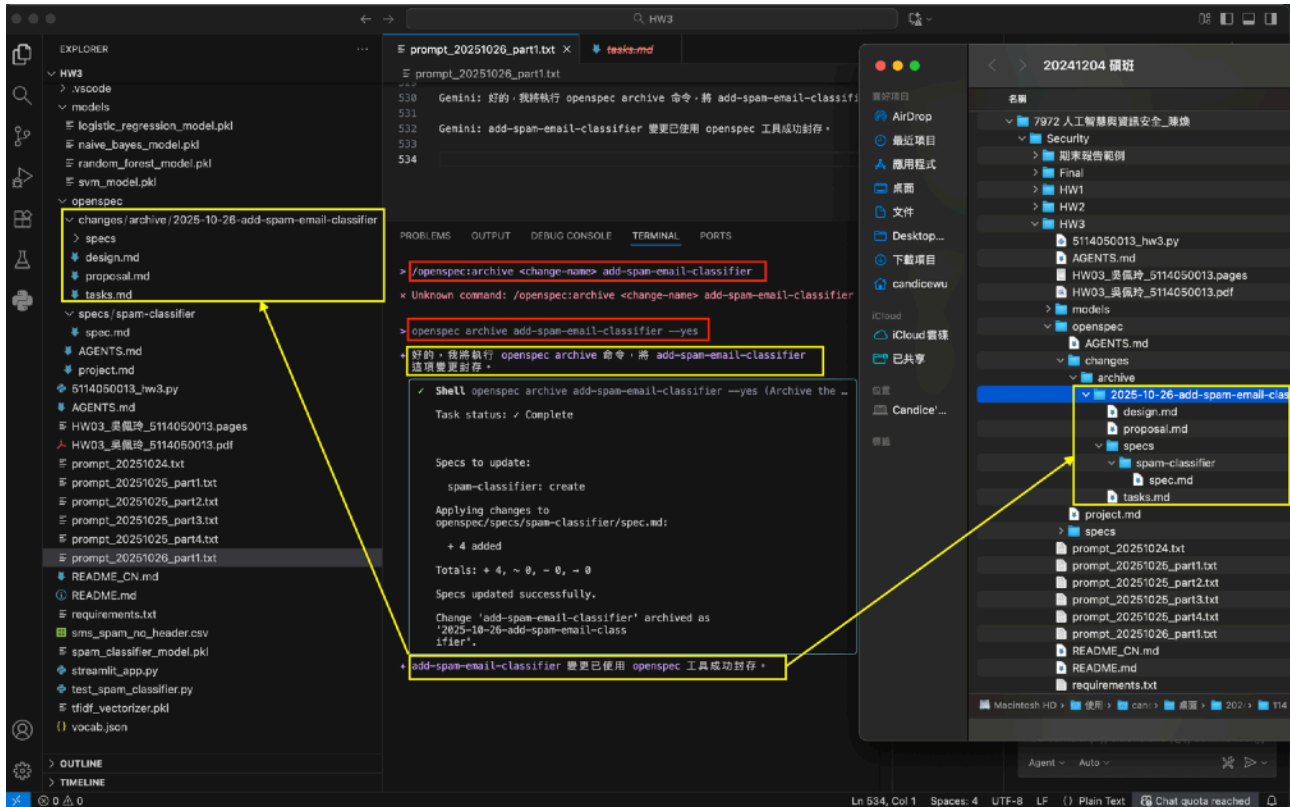 HW3
EXPLORER
HW3
.vscode
models
logistic_regression_model.pkl
naive_bayes_model.pkl
random_forest_model.pkl
svm_model.pkl
openspec
changes/archive/2025-10-26-add-spam-email-classifier
specs
design.md
proposal.md
tasks.md
specs/spam-classifier
spec.md
AGENTS.md
project.md
5114050013_hw3.py
AGENTS.md
HW03_吳佩玲_5114050013.pages
HW03_吳佩玲_5114050013.pdf
prompt_20251024.txt
prompt_20251025_part1.txt
prompt_20251025_part2.txt
prompt_20251025_part3.txt
prompt_20251025_part4.txt
prompt_20251026_part1.txt
README_CN.md
README.md
requirements.txt
sms_spam_no_header.csv
spam_classifier_model.pkl
streamlit_app.py
test_spam_classifier.py
tfidf_vectorizer.pkl
vocab.json
OUTLINE
TIMELINE
prompt_20251026_part1.txt × tasks.md
prompt_20251026_part1.txt
530 Gemini: 好的，我將執行 openspec archive 命令，將 add-spam-email-classifi
531
532 Gemini: add-spam-email-classifier 變更已使用 openspec 工具成功封存。
533
534
PROBLEMS OUTPUT DEBUG CONSOLE TERMINAL PORTS
> /openspec:archive <change-name> add-spam-email-classifier
× Unknown command: /openspec:archive <change-name> add-spam-email-classifier
> openspec archive add-spam-email-classifier --yes
✦ 好的，我將執行 openspec archive 命令，將 add-spam-email-classifier
這項變更封存。
✓ Shell openspec archive add-spam-email-classifier --yes (Archive the …
Task status: ✓ Complete
Specs to update:
spam-classifier: create
Applying changes to
openspec/specs/spam-classifier/spec.md:
+ 4 added
Totals: + 4, ~ 0, - 0, → 0
Specs updated successfully.
Change 'add-spam-email-classifier' archived as
'2025-10-26-add-spam-email-class
ifier'.
✦ add-spam-email-classifier 變更已使用 openspec 工具成功封存。
20241204 碩班
喜好項目
AirDrop
最近項目
應用程式
桌面
文件
Desktop...
下載項目
candicewu
iCloud
iCloud 雲碟
已共享
位置
Candice'...
標籤
名稱
7972 人工智慧與資訊安全_陳煥
Security
期末報告範例
Final
HW1
HW2
HW3
5114050013_hw3.py
AGENTS.md
HW03_吳佩玲_5114050013.pages
HW03_吳佩玲_5114050013.pdf
models
openspec
AGENTS.md
changes
archive
2025-10-26-add-spam-email-clas
design.md
proposal.md
specs
spam-classifier
spec.md
tasks.md
project.md
specs
prompt_20251024.txt
prompt_20251025_part1.txt
prompt_20251025_part2.txt
prompt_20251025_part3.txt
prompt_20251025_part4.txt
prompt_20251026_part1.txt
README_CN.md
README.md
requirements.txt
Macintosh HD › 使用 › can › 桌面 › 202 › 114
Agent Auto
0 0
Ln 534, Col 1 Spaces: 4 UTF-8 LF {} Plain Text Chat quota reached